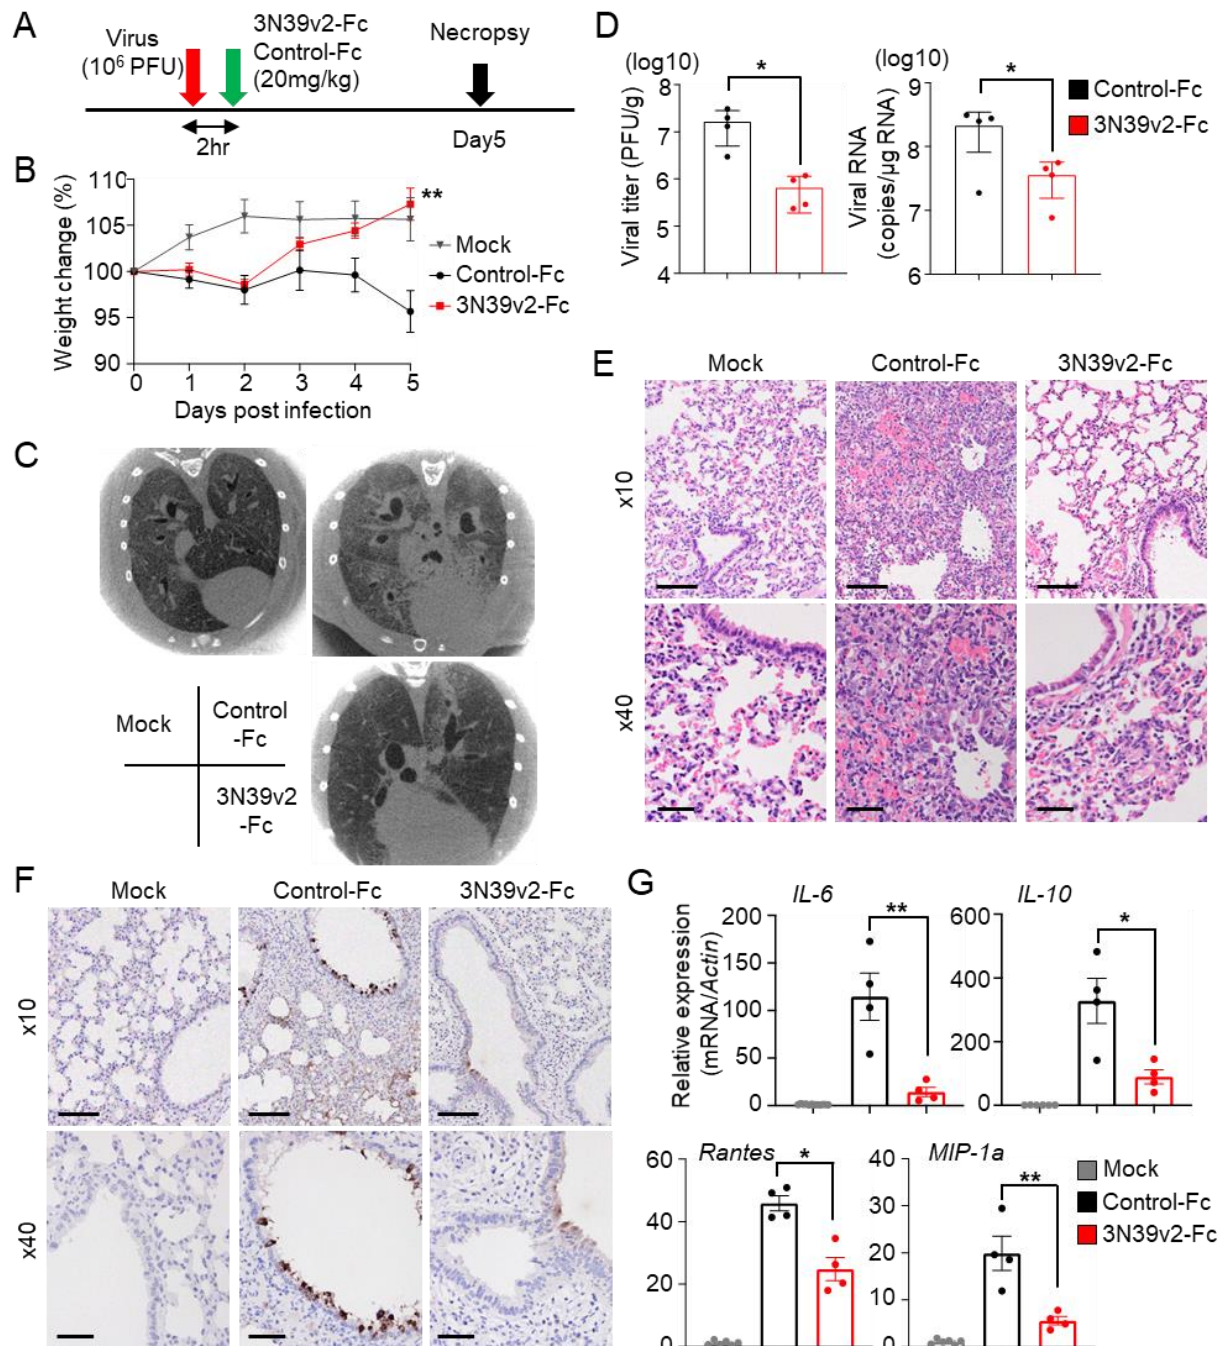 A
Virus
(10⁶ PFU)
3N39v2-Fc
Control-Fc
(20mg/kg)
Necropsy
2hr
Day5
B
Weight change (%)
110
105
100
95
90
0 1 2 3 4 5
Days post infection
**
Mock
Control-Fc
3N39v2-Fc
C
Mock
Control
-Fc
3N39v2
-Fc
D
(log10)
Viral titer (PFU/g)
8
7
6
5
4
*
(log10)
Viral RNA
(copies/µg RNA)
9
8
7
6
*
Control-Fc
3N39v2-Fc
E
Mock Control-Fc 3N39v2-Fc
x10
x40
F
Mock Control-Fc 3N39v2-Fc
x10
x40
G
Relative expression
(mRNA/Actin)
IL-6
200
150
100
50
0
**
IL-10
600
400
200
0
*
Rantes
60
40
20
0
*
MIP-1a
40
30
20
10
0
**
Mock
Control-Fc
3N39v2-Fc